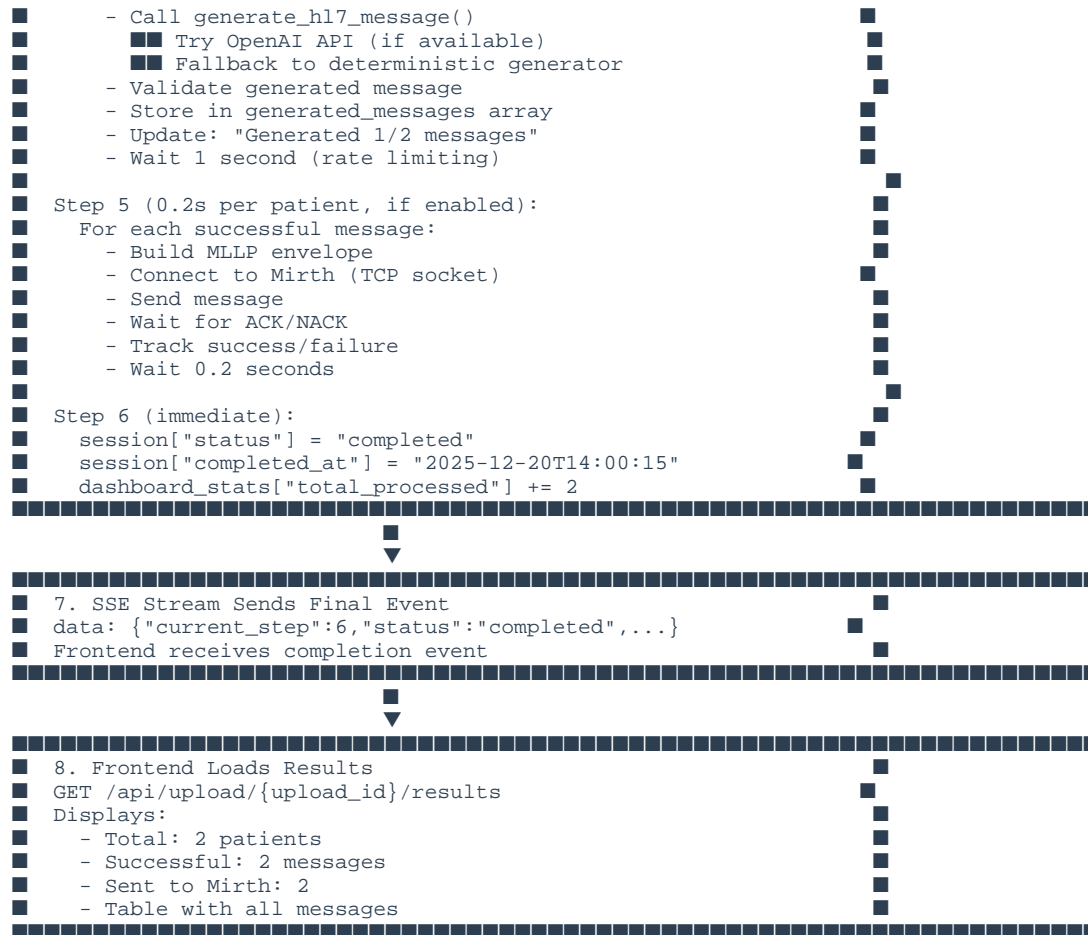 - Call generate_hl7_message()
■■ Try OpenAI API (if available)
■■ Fallback to deterministic generator
- Validate generated message
- Store in generated_messages array
- Update: "Generated 1/2 messages"
- Wait 1 second (rate limiting)
Step 5 (0.2s per patient, if enabled):
For each successful message:
- Build MLLP envelope
- Connect to Mirth (TCP socket)
- Send message
- Wait for ACK/NACK
- Track success/failure
- Wait 0.2 seconds
Step 6 (immediate):
session["status"] = "completed"
session["completed_at"] = "2025-12-20T14:00:15"
dashboard_stats["total_processed"] += 2
7. SSE Stream Sends Final Event
data: {"current_step":6,"status":"completed",...}
Frontend receives completion event
8. Frontend Loads Results
GET /api/upload/{upload_id}/results
Displays:
- Total: 2 patients
- Successful: 2 messages
- Sent to Mirth: 2
- Table with all messages